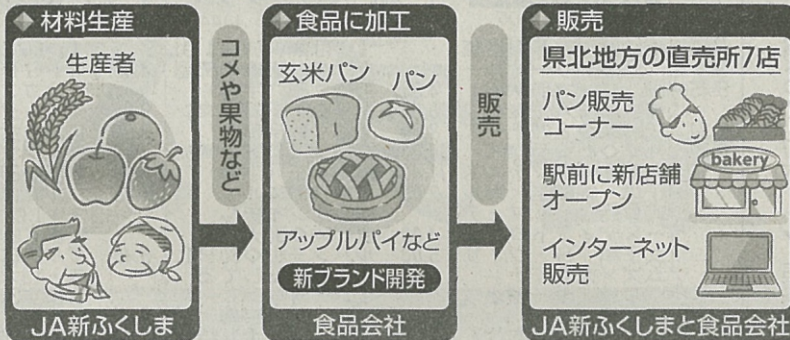 ◆材料生産
生産者
JA新ふくしま
コメや果物など
◆食品に加工
玄米パン
パン
アップルパイなど
新ブランド開発
食品会社
販売
◆販売
県北地方の直売所7店
パン販売
コーナー
駅前に新店舗
オープン
bakery
インターネット
販売
JA新ふくしまと食品会社